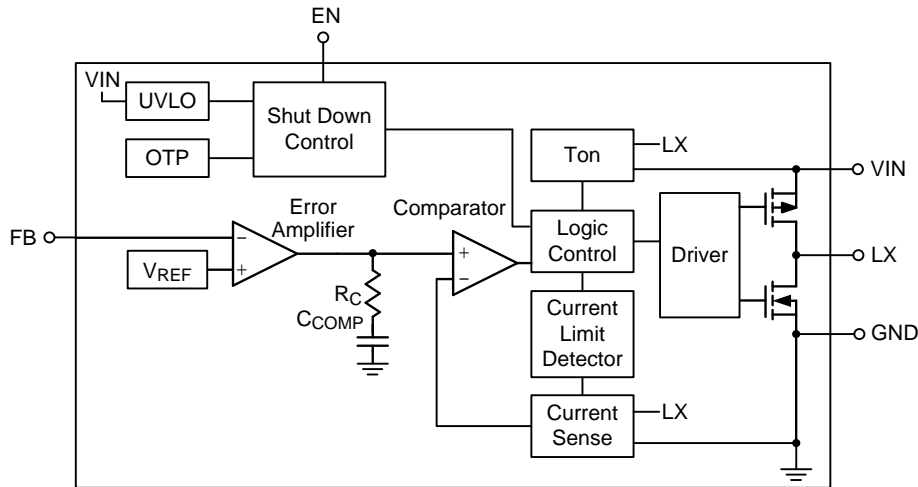 EN
VIN
UVLO
Shut Down
Control
OTP
Ton
LX
VIN
Error
Amplifier
Comparator
Logic
Control
Driver
FB
−
+
+
−
VREF
LX
RC
CCOMP
Current
Limit
Detector
GND
Current
Sense
LX